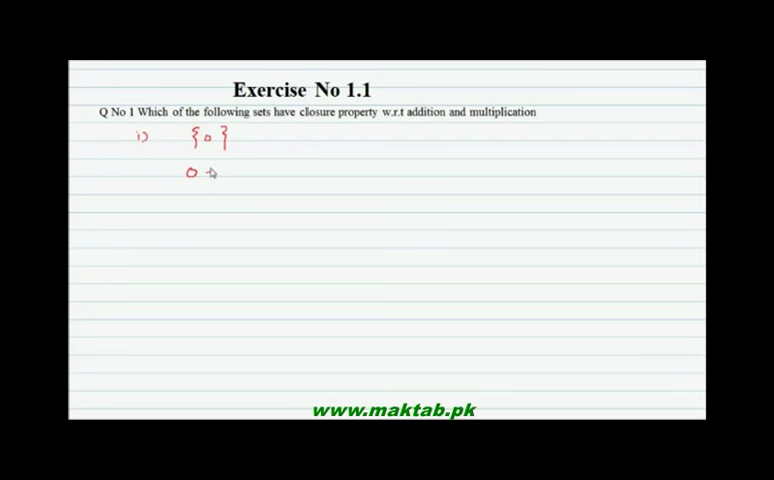 Exercise No 1.1
Q No 1 Which of the following sets have closure property w.r.t addition and multiplication
i) {0}
0 +
www.maktab.pk